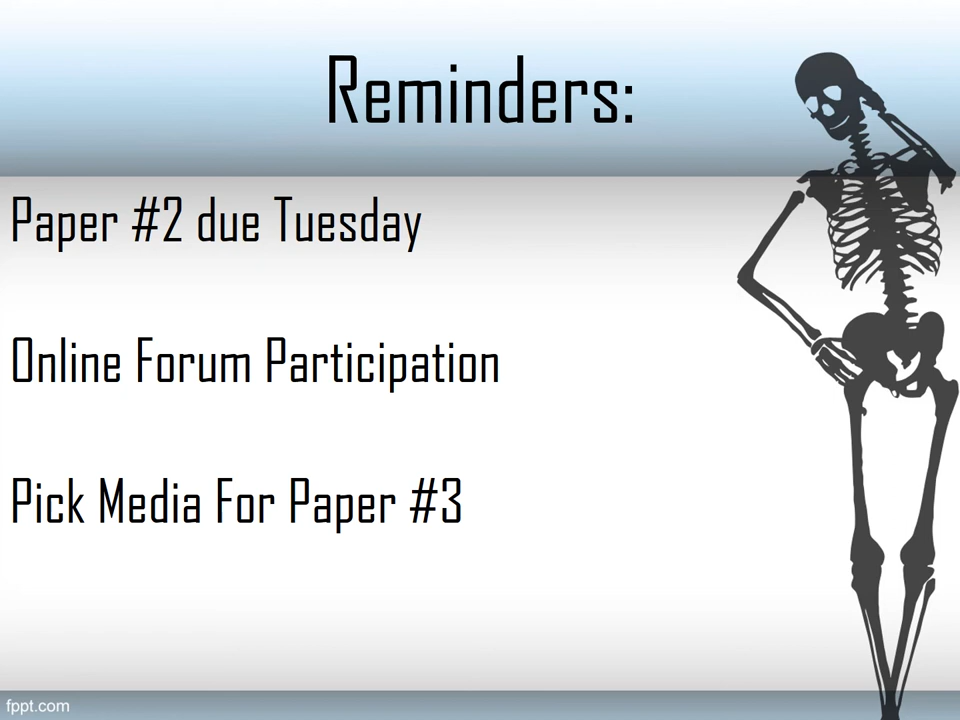 Reminders:
Paper #2 due Tuesday
Online Forum Participation
Pick Media For Paper #3
fppt.com